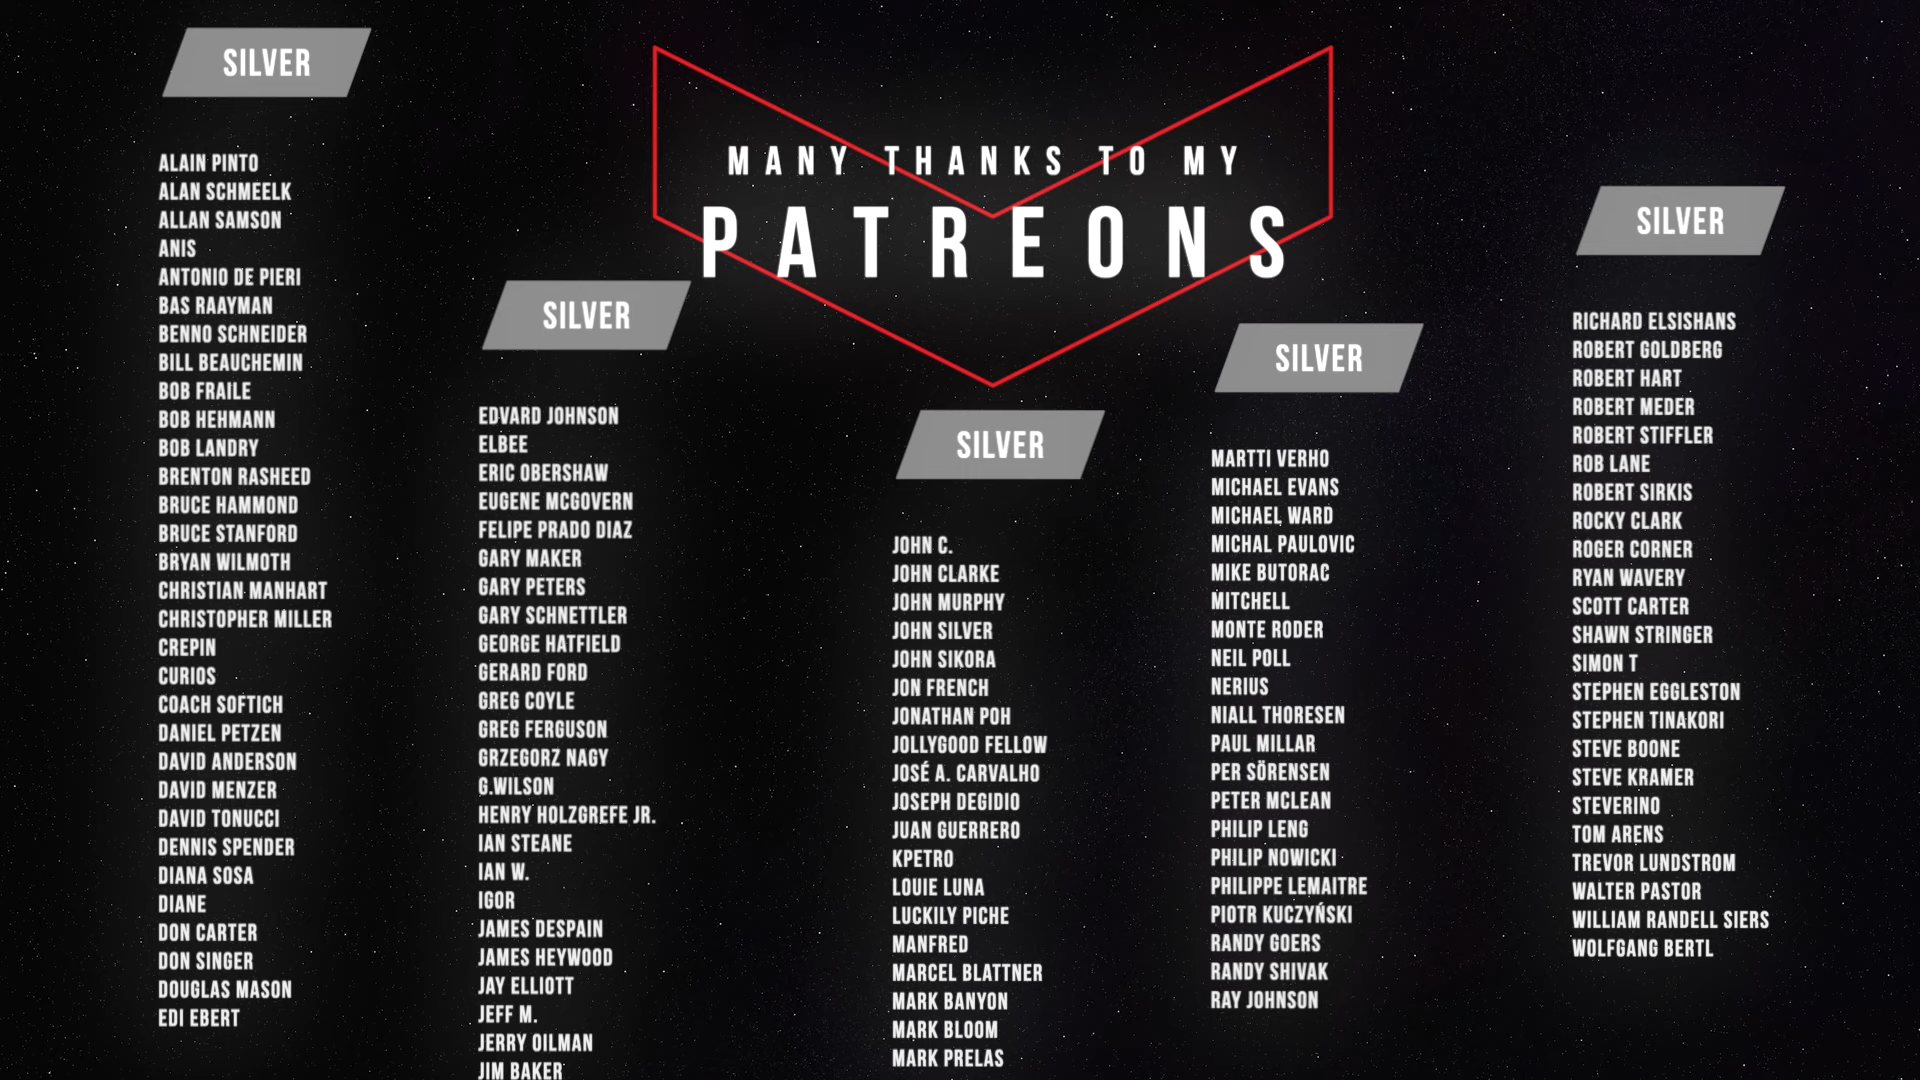 MANY THANKS TO MY
PATREONS
SILVER
ALAIN PINTO
ALAN SCHMEELK
ALLAN SAMSON
ANIS
ANTONIO DE PIERI
BAS RAAYMAN
BENNO SCHNEIDER
BILL BEAUCHEMIN
BOB FRAILE
BOB HEHMANN
BOB LANDRY
BRENTON RASHEED
BRUCE HAMMOND
BRUCE STANFORD
BRYAN WILMOTH
CHRISTIAN MANHART
CHRISTOPHER MILLER
CREPIN
CURIOS
COACH SOFTICH
DANIEL PETZEN
DAVID ANDERSON
DAVID MENZER
DAVID TONUCCI
DENNIS SPENDER
DIANA SOSA
DIANE
DON CARTER
DON SINGER
DOUGLAS MASON
EDI EBERT
SILVER
EDVARD JOHNSON
ELBEE
ERIC OBERSHAW
EUGENE MCGOVERN
FELIPE PRADO DIAZ
GARY MAKER
GARY PETERS
GARY SCHNETTLER
GEORGE HATFIELD
GERARD FORD
GREG COYLE
GREG FERGUSON
GRZEGORZ NAGY
G.WILSON
HENRY HOLZGREFE JR.
IAN STEANE
IAN W.
IGOR
JAMES DESPAIN
JAMES HEYWOOD
JAY ELLIOTT
JEFF M.
JERRY OILMAN
JIM BAKER
SILVER
JOHN C.
JOHN CLARKE
JOHN MURPHY
JOHN SILVER
JOHN SIKORA
JON FRENCH
JONATHAN POH
JOLLYGOOD FELLOW
JOSÉ A. CARVALHO
JOSEPH DEGIDIO
JUAN GUERRERO
KPETRO
LOUIE LUNA
LUCKILY PICHE
MANFRED
MARCEL BLATTNER
MARK BANYON
MARK BLOOM
MARK PRELAS
SILVER
MARTTI VERHO
MICHAEL EVANS
MICHAEL WARD
MICHAL PAULOVIC
MIKE BUTORAC
MITCHELL
MONTE RODER
NEIL POLL
NERIUS
NIALL THORESEN
PAUL MILLAR
PER SÖRENSEN
PETER MCLEAN
PHILIP LENG
PHILIP NOWICKI
PHILIPPE LEMAITRE
PIOTR KUCZYŃSKI
RANDY GOERS
RANDY SHIVAK
RAY JOHNSON
SILVER
RICHARD ELSISHANS
ROBERT GOLDBERG
ROBERT HART
ROBERT MEDER
ROBERT STIFFLER
ROB LANE
ROBERT SIRKIS
ROCKY CLARK
ROGER CORNER
RYAN WAVERY
SCOTT CARTER
SHAWN STRINGER
SIMON T
STEPHEN EGGLESTON
STEPHEN TINAKORI
STEVE BOONE
STEVE KRAMER
STEVERINO
TOM ARENS
TREVOR LUNDSTROM
WALTER PASTOR
WILLIAM RANDELL SIERS
WOLFGANG BERTL